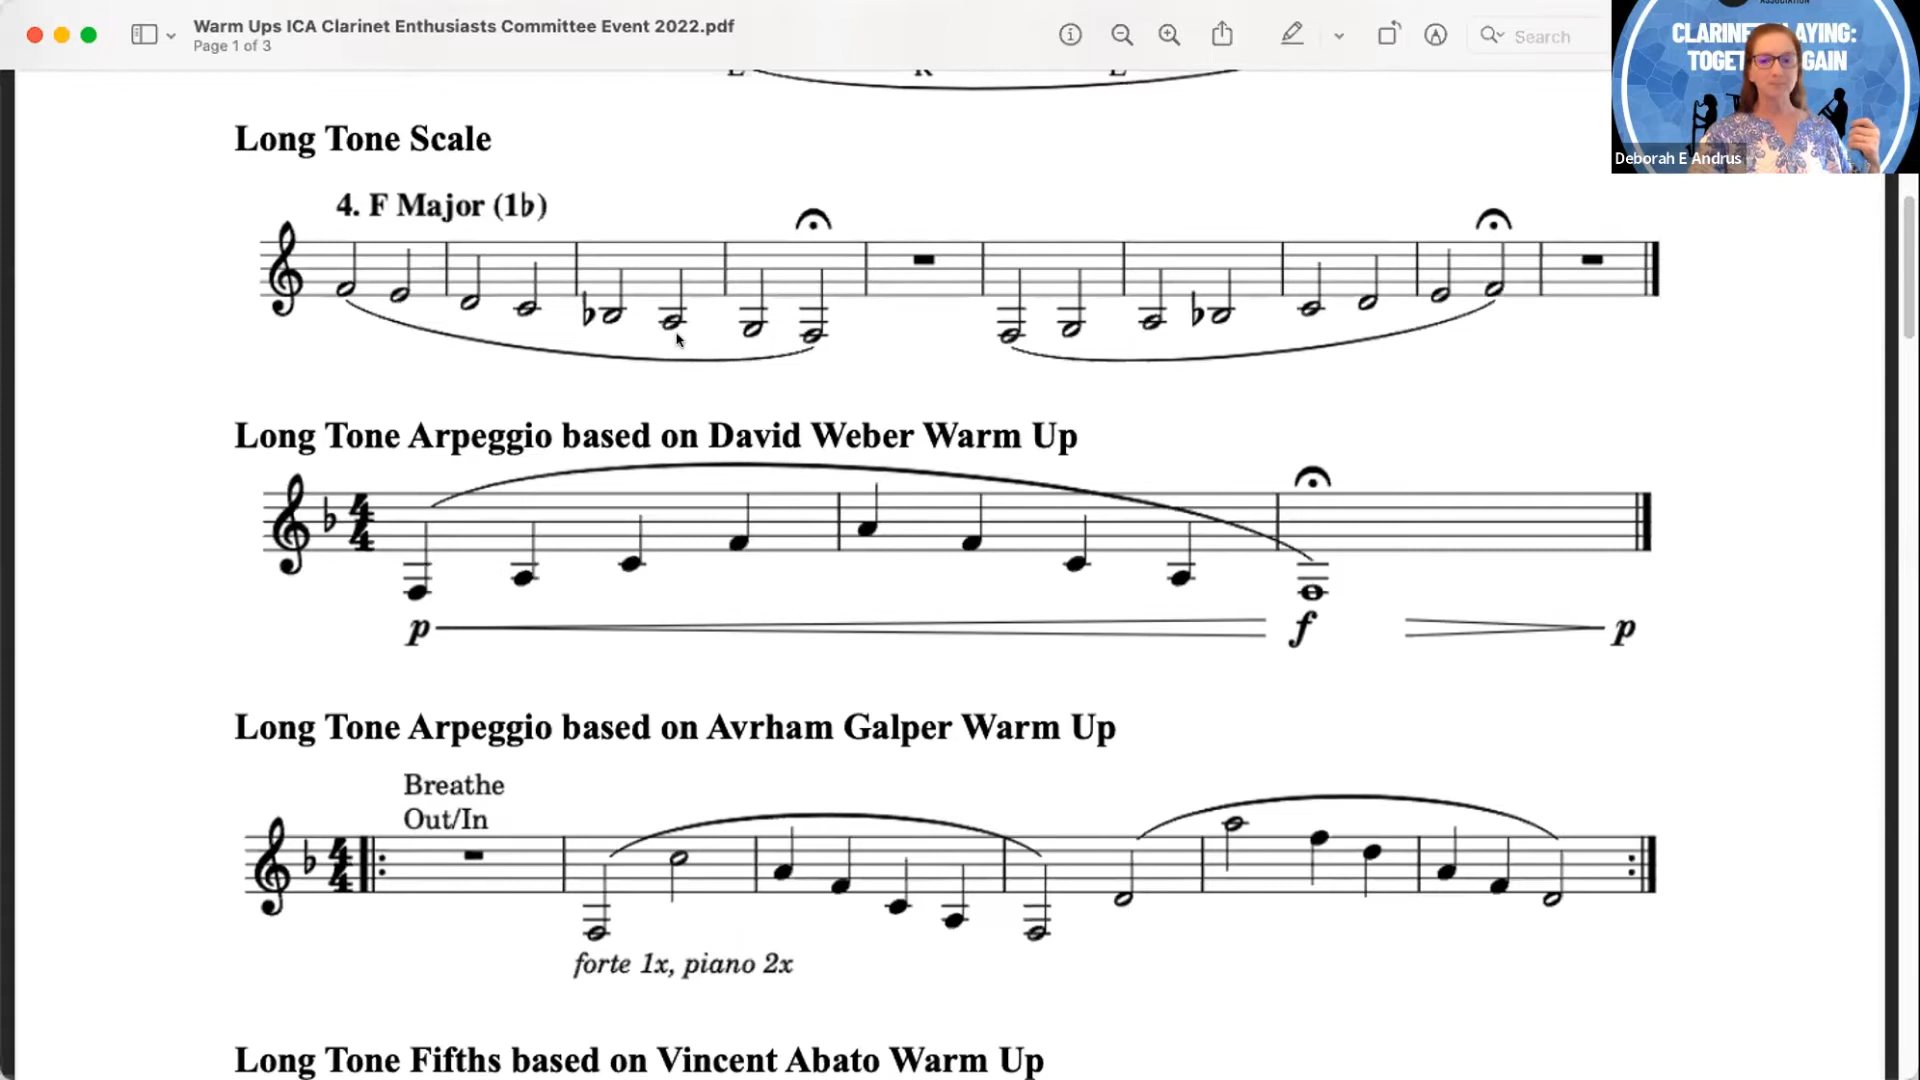 Warm Ups ICA Clarinet Enthusiasts Committee Event 2022.pdf
Page 1 of 3
Search
ASSOCIATION
Deborah E Andrus
L R L
Long Tone Scale
4. F Major (1♭)
Long Tone Arpeggio based on David Weber Warm Up
p f p
Long Tone Arpeggio based on Avrham Galper Warm Up
Breathe
Out/In
forte 1x, piano 2x
Long Tone Fifths based on Vincent Abato Warm Up